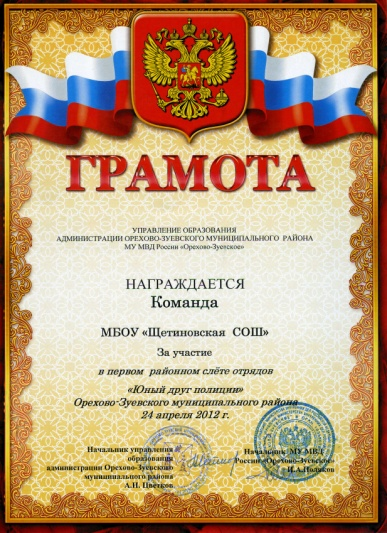 ГРАМОТА
УПРАВЛЕНИЕ ОБРАЗОВАНИЯ
АДМИНИСТРАЦИИ ОРЕХОВО-ЗУЕВСКОГО МУНИЦИПАЛЬНОГО РАЙОНА
МУ МВД России «Орехово-Зуевское»
НАГРАЖДАЕТСЯ
Команда
МБОУ «Щетиновская СОШ»
За участие
в первом районном слёте отрядов
«Юный друг полиции»
Орехово-Зуевского муниципального района
24 апреля 2012 г.
Начальник управления
образования
администрации Орехово-Зуевского
муниципального района
А.П. Цветков
Начальник МУ МВД
России «Орехово-Зуевское»
И.А.Поляков